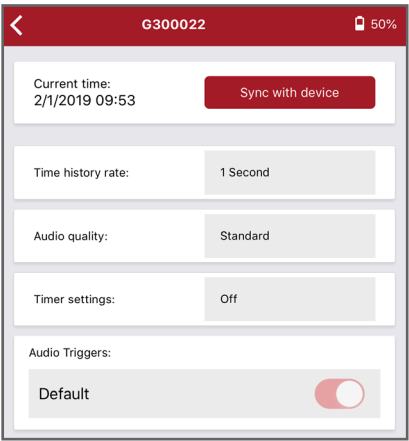 G300022
50%
Current time:
2/1/2019 09:53
Sync with device
Time history rate:
1 Second
Audio quality:
Standard
Timer settings:
Off
Audio Triggers:
Default